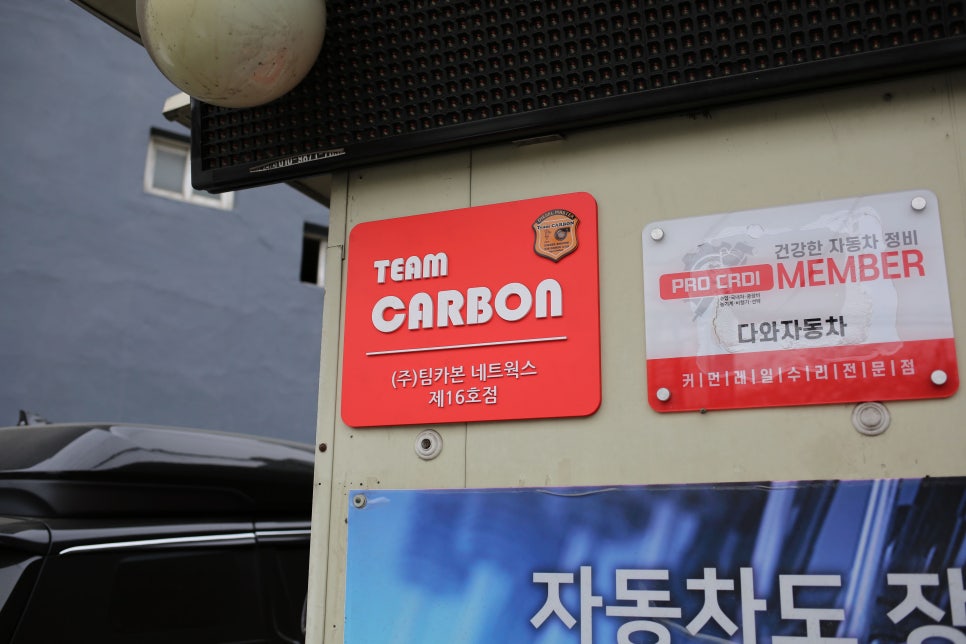 TEAM
CARBON
(주)팀카본 네트웍스
제16호점
Team CARBON
건강한 자동차 정비
PRO CRDI MEMBER
다와자동차
커|먼|레|일|수|리|전|문|점
자동차도